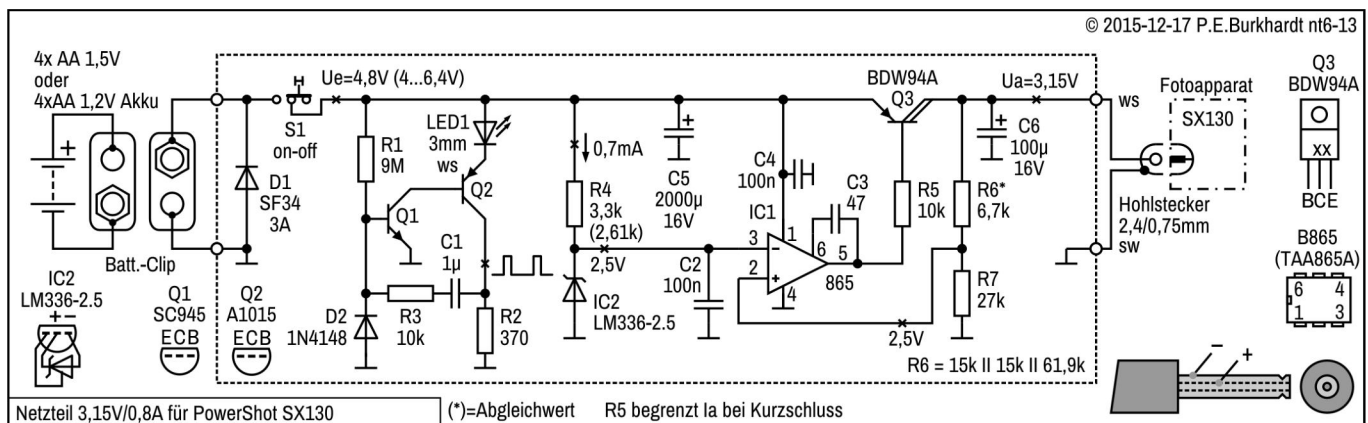 © 2015-12-17 P.E.Burkhardt nt6-13
4x AA 1,5V
oder
4xAA 1,2V Akku
+
Batt.-Clip
D1
SF34
3A
H
S1
on-off
Ue=4,8V (4...6,4V)
R1
9M
LED1
3mm
ws
Q2
Q1
C1
1µ
D2
1N4148
R3
10k
R2
370
0,7mA
R4
3,3k
(2,61k)
2,5V
IC2
LM336-2.5
+
C5
2000µ
16V
C2
100n
C4
100n
IC1
3
-
2
+
1
6
5
4
865
C3
47
BDW94A
Q3
R5
10k
Ua=3,15V
+
C6
100µ
16V
R6*
6,7k
R7
27k
2,5V
R6 = 15k II 15k II 61,9k
ws
sw
Fotoapparat
SX130
Hohlstecker
2,4/0,75mm
Q3
BDW94A
XX
BCE
B865
(TAA865A)
6 4
1 3
- +
IC2
LM336-2.5
+ -
Q1
SC945
ECB
Q2
A1015
ECB
Netzteil 3,15V/0,8A für PowerShot SX130
(*)=Abgleichwert R5 begrenzt Ia bei Kurzschluss